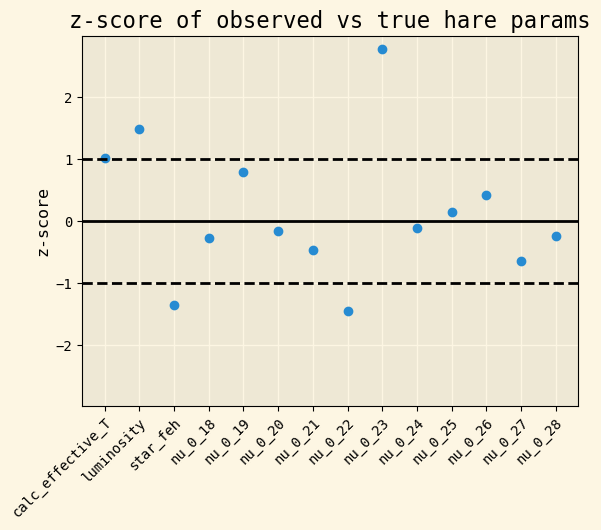 z-score of observed vs true hare params
z-score
2
1
0
−1
−2
calc_effective_T
luminosity
star_feh
nu_0_18
nu_0_19
nu_0_20
nu_0_21
nu_0_22
nu_0_23
nu_0_24
nu_0_25
nu_0_26
nu_0_27
nu_0_28